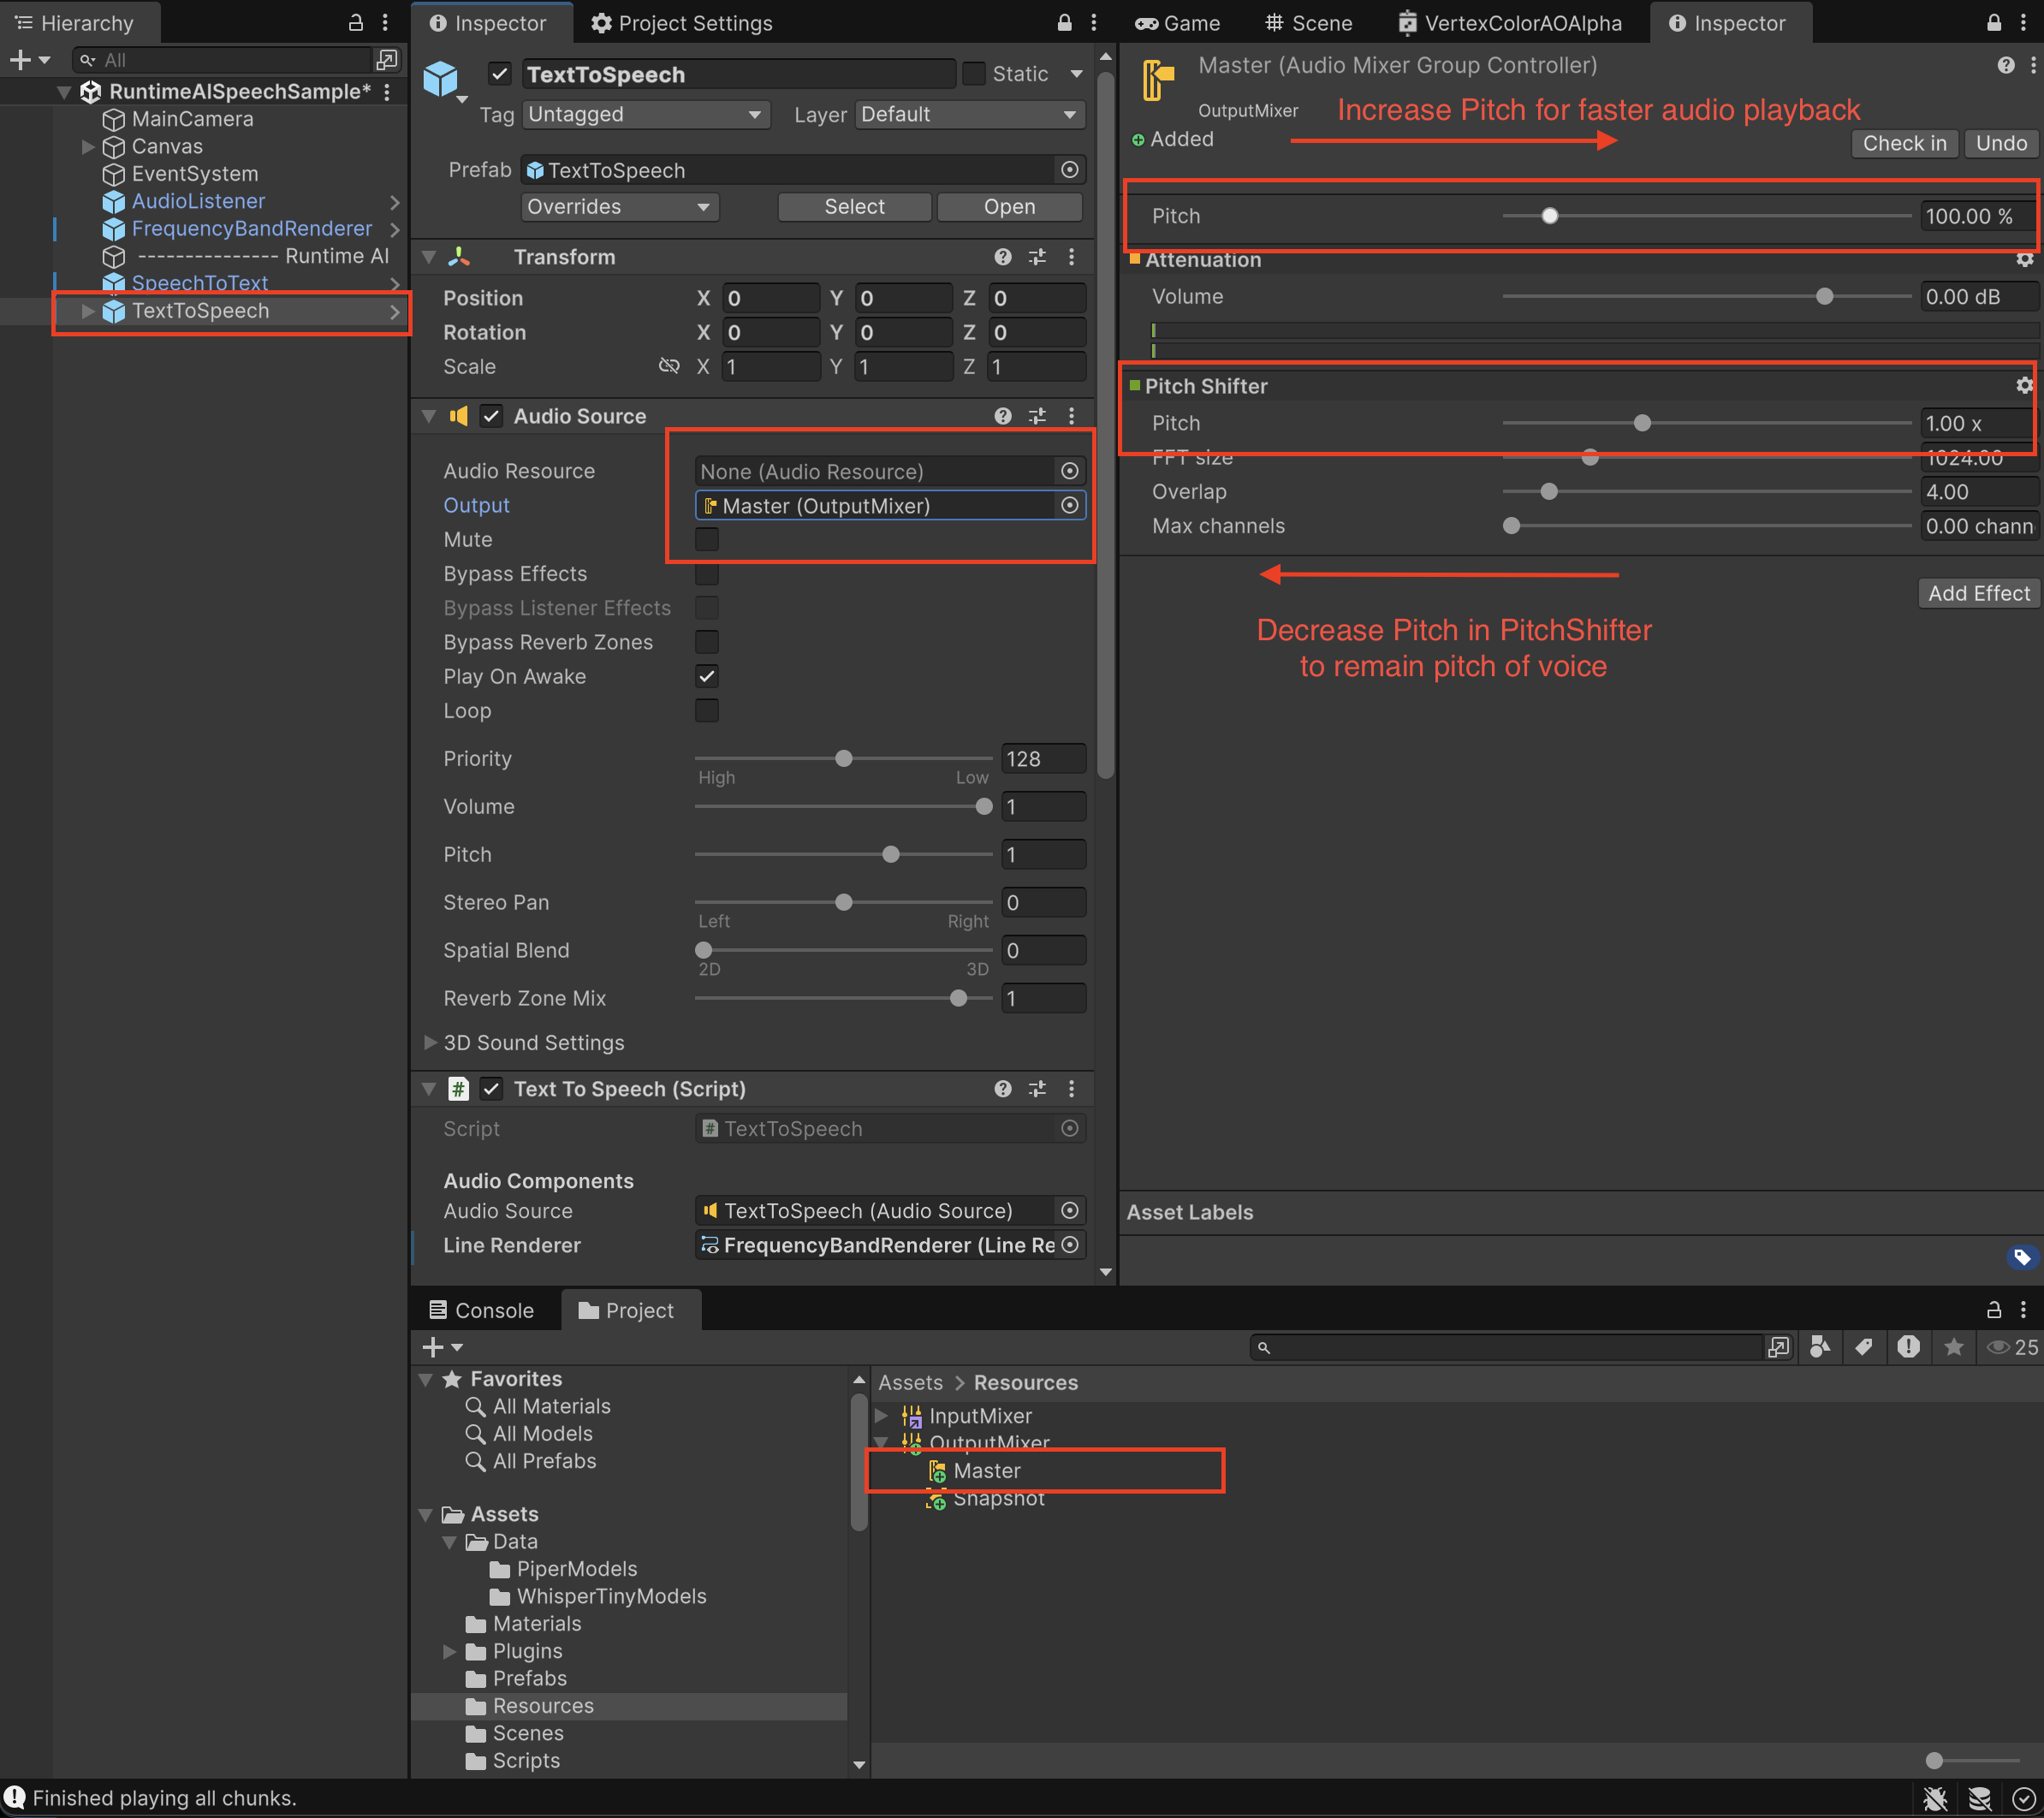 Hierarchy
All
RuntimeAISpeechSample*
MainCamera
Canvas
EventSystem
AudioListener
FrequencyBandRenderer
--------------- Runtime AI
SpeechToText
TextToSpeech
Inspector
Project Settings
TextToSpeech
Static
Tag Untagged Layer Default
Prefab TextToSpeech
Overrides Select Open
Transform
Position X 0 Y 0 Z 0
Rotation X 0 Y 0 Z 0
Scale X 1 Y 1 Z 1
Audio Source
Audio Resource None (Audio Resource)
Output Master (OutputMixer)
Mute
Bypass Effects
Bypass Listener Effects
Bypass Reverb Zones
Play On Awake
Loop
Priority 128
High Low
Volume 1
Pitch 1
Stereo Pan 0
Left Right
Spatial Blend 0
2D 3D
Reverb Zone Mix 1
3D Sound Settings
# Text To Speech (Script)
Script # TextToSpeech
Audio Components
Audio Source TextToSpeech (Audio Source)
Line Renderer FrequencyBandRenderer (Line Re
Game Scene VertexColorAOAlpha Inspector
Master (Audio Mixer Group Controller)
OutputMixer
Increase Pitch for faster audio playback
Added
Check in Undo
Pitch 100.00 %
Attenuation
Volume 0.00 dB
Pitch Shifter
Pitch 1.00 x
FFT size 1024.00
Overlap 4.00
Max channels 0.00 chann
Add Effect
Decrease Pitch in PitchShifter
to remain pitch of voice
Asset Labels
Console Project
25
Favorites
All Materials
All Models
All Prefabs
Assets
Data
PiperModels
WhisperTinyModels
Materials
Plugins
Prefabs
Resources
Scenes
Scripts
Assets > Resources
InputMixer
OutputMixer
Master
Snapshot
Finished playing all chunks.